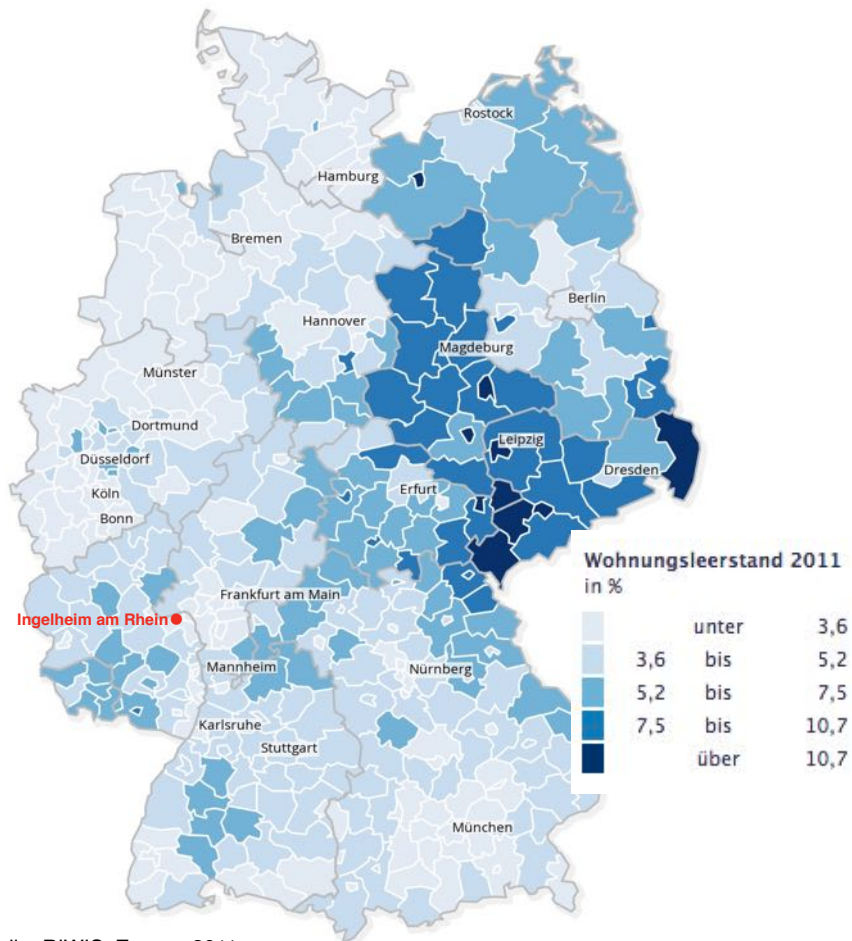 Rostock
Hamburg
Bremen
Berlin
Hannover
Magdeburg
Münster
Dortmund
Leipzig
Düsseldorf
Dresden
Köln
Erfurt
Bonn
Wohnungsleerstand 2011
in %
unter 3,6
3,6 bis 5,2
5,2 bis 7,5
7,5 bis 10,7
über 10,7
Frankfurt am Main
Ingelheim am Rhein
Mannheim
Nürnberg
Karlsruhe
Stuttgart
München